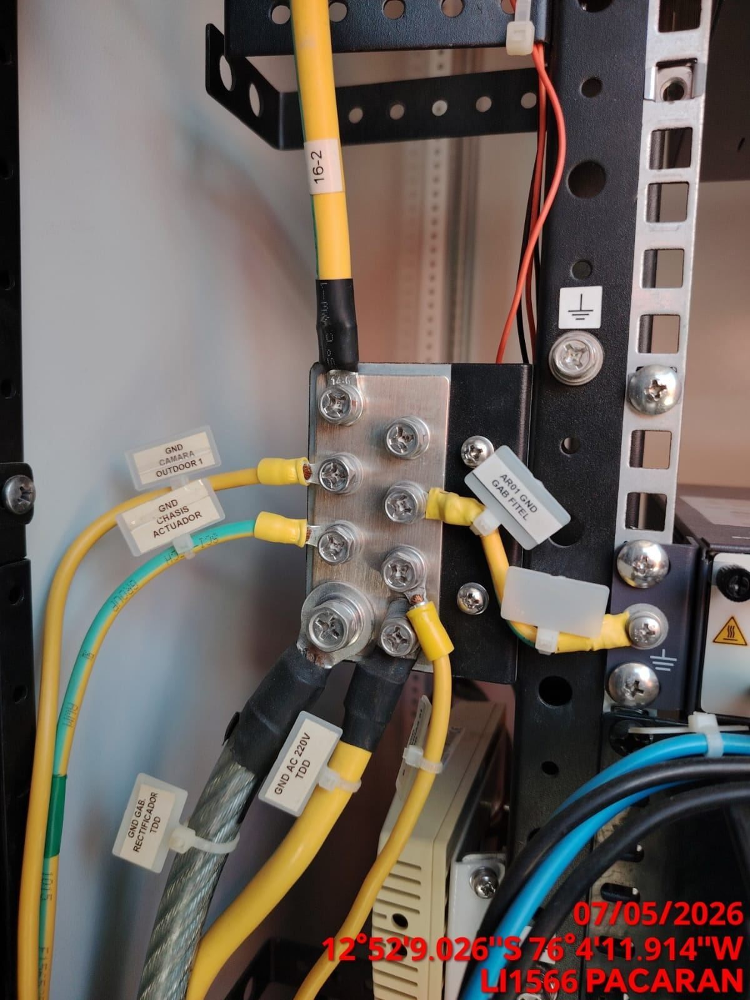 16-2
GND
CAMARA
OUTDOOR 1
GND
CHASIS
ACTUADOR
AR01 GND
GAB FITEL
GND AC 220V
TDD
GND GAB.
RECTIFICADOR
TDD
07/05/2026
12°52'9.026"S 76°4'11.914"W
LI1566 PACARAN